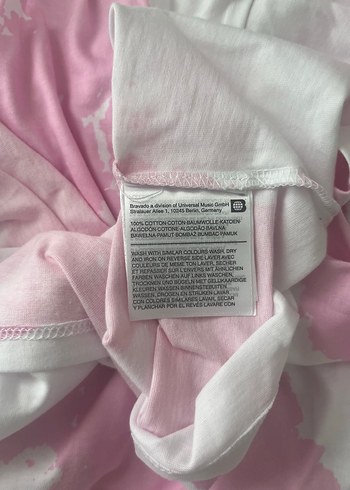 Bravado a division of Universal Music GmbH
Stralauer Allee 1, 10245 Berlin, Germany
100% COTTON-COTON-BAUMWOLLE-KATOEN-
ALGODÓN COTONE-ALGODÃO BAVLNA
BAWEŁNA PAMUT BOMBAZ BUMBAC PAMUK
WASH WITH SIMILAR COLOURS WASH, DRY
AND IRON ON REVERSE SIDE LAVER AVEC
COULEURS DE MEME TON LAVER, SECHER
ET REPASSER SUR L'ENVERS MIT ÄHNLICHEN
FARBEN WASCHEN AUF LINKS WASCHEN,
TROCKNEN UND BÜGELN MET GELIJKAARDIGE
KLEUREN WASSEN BINNENSTEBUITEN
WASSEN, DROGEN EN STRIJKEN LAVAR
CON COLORES SIMILARES LAVAR, SECAR
Y PLANCHAR POR EL REVÉS LAVARE CON